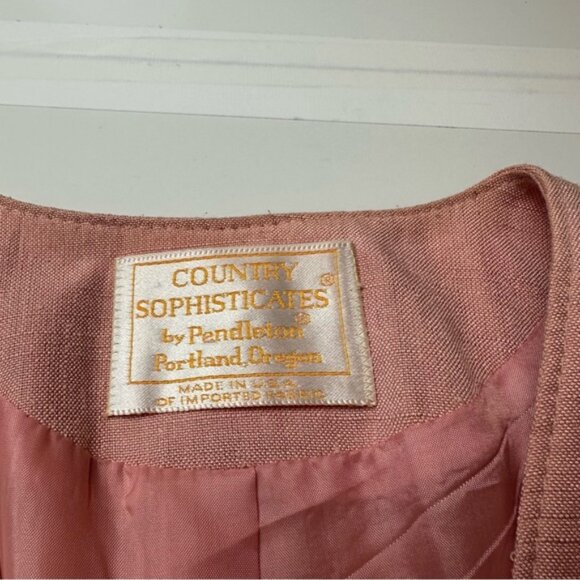 COUNTRY
SOPHISTICATES®
by Pendleton®
Portland, Oregon
MADE IN U.S.A.
OF IMPORTED FABRIC